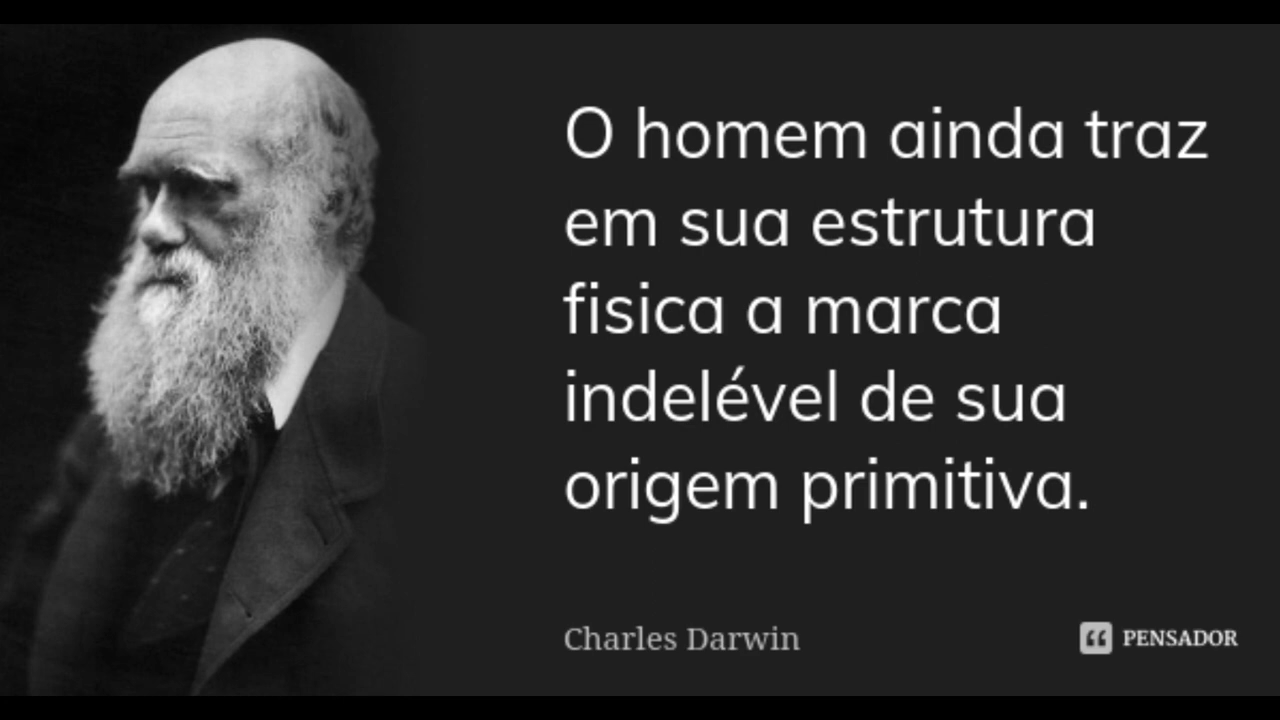 O homem ainda traz
em sua estrutura
fisica a marca
indelével de sua
origem primitiva.
Charles Darwin
PENSADOR